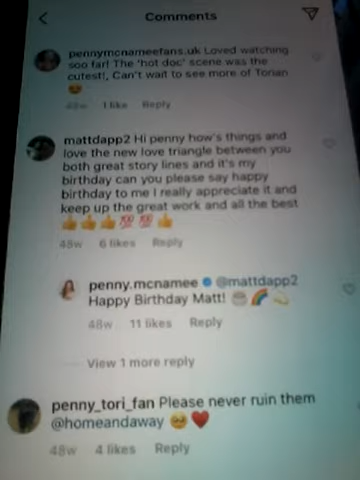 Comments
pennymcnameefans.uk Loved watching
soo far! The 'hot doc' scene was the
cutest!, Can't wait to see more of Torian
😍
48w 1 like Reply
mattdapp2 Hi penny how's things and
love the new love triangle between you
both great story lines and it's my
birthday can you please say happy
birthday to me I really appreciate it and
keep up the great work and all the best
👍👍👍💯💯👍
48w 6 likes Reply
penny.mcnamee @mattdapp2
Happy Birthday Matt! ☕🌈💫
48w 11 likes Reply
View 1 more reply
penny_tori_fan Please never ruin them
@homeandaway 🥺❤️
48w 4 likes Reply